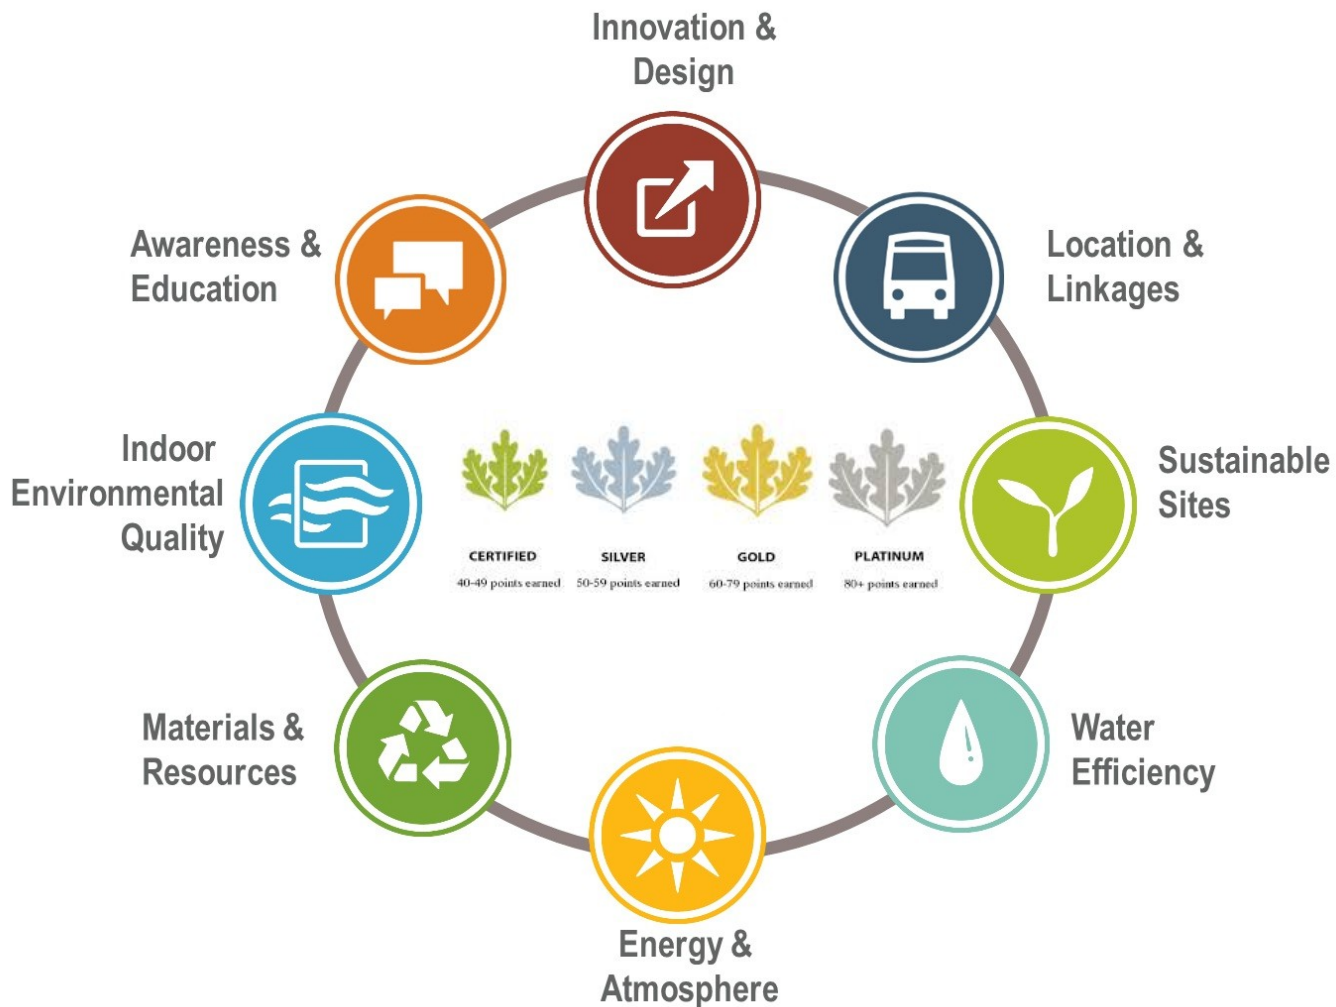 Innovation &
Design
Awareness &
Education
Location &
Linkages
Indoor
Environmental
Quality
CERTIFIED
40-49 points earned
SILVER
50-59 points earned
GOLD
60-79 points earned
PLATINUM
80+ points earned
Sustainable
Sites
Materials &
Resources
Water
Efficiency
Energy &
Atmosphere